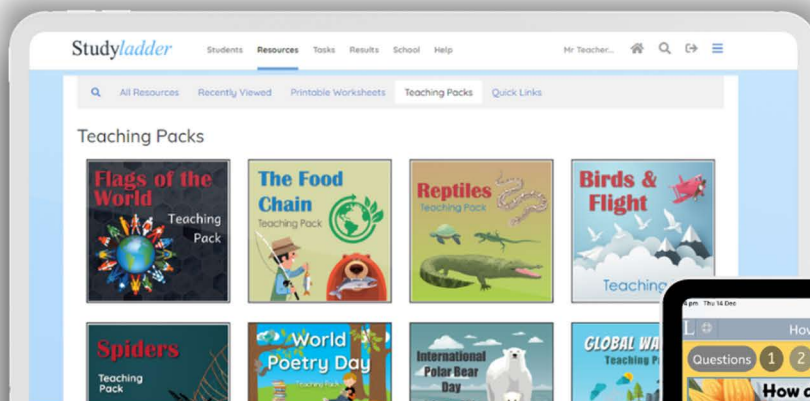 Studyladder
Students Resources Tasks Results School Help
Mr Teacher...
All Resources Recently Viewed Printable Worksheets Teaching Packs Quick Links
Teaching Packs
Flags of the
World
Teaching
Pack
The Food
Chain
Teaching Pack
Reptiles
Teaching Pack
Birds &
Flight
Teaching
Spiders
Teaching
Pack
World
Poetry Day
Teaching Pack
International
Polar Bear
Day
GLOBAL WA
Teaching P
pm Thu 14 Dec
How
Questions 1 2
How